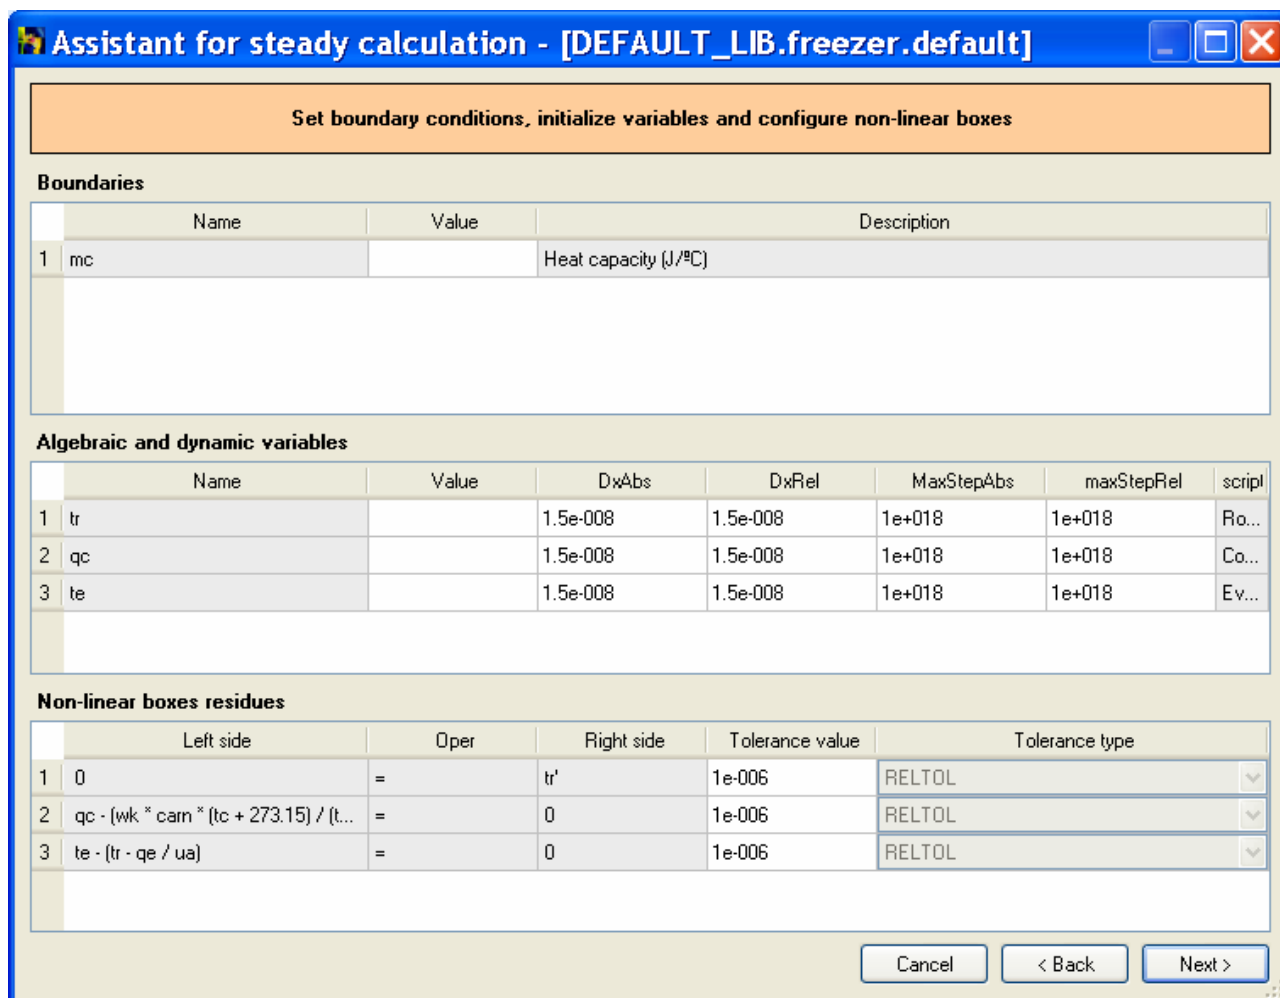 Assistant for steady calculation - [DEFAULT_LIB.freezer.default]
Set boundary conditions, initialize variables and configure non-linear boxes
Boundaries
Name Value Description
1 mc Heat capacity (J/ºC)
Algebraic and dynamic variables
Name Value DxAbs DxRel MaxStepAbs maxStepRel script
1 tr 1.5e-008 1.5e-008 1e+018 1e+018 Ro...
2 qc 1.5e-008 1.5e-008 1e+018 1e+018 Co...
3 te 1.5e-008 1.5e-008 1e+018 1e+018 Ev...
Non-linear boxes residues
Left side Oper Right side Tolerance value Tolerance type
1 0 = tr' 1e-006 RELTOL
2 qc - (wk * carn * (tc + 273.15) / (t... = 0 1e-006 RELTOL
3 te - (tr - qe / ua) = 0 1e-006 RELTOL
Cancel < Back Next >